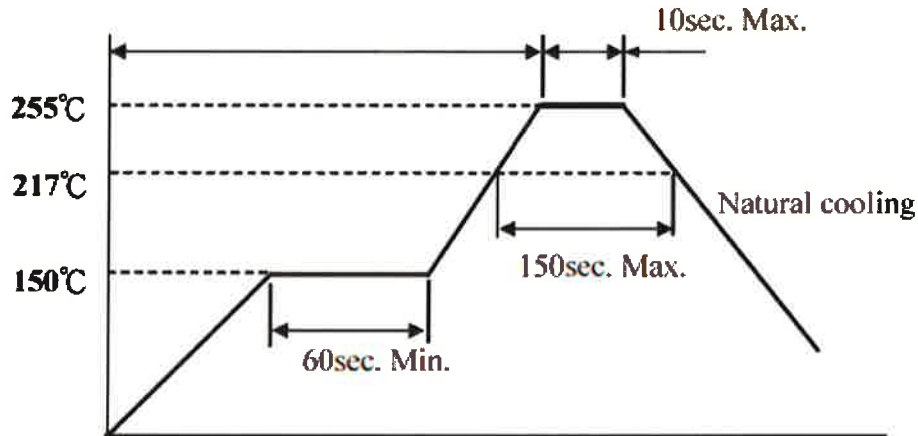 10sec. Max.
255℃
217℃
Natural cooling
150sec. Max.
150℃
60sec. Min.